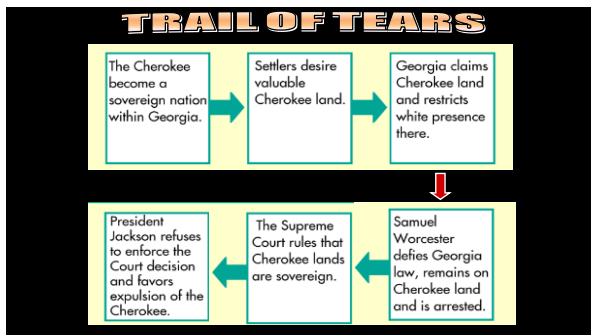 TRAIL OF TEARS
The Cherokee
become a
sovereign nation
within Georgia.
Settlers desire
valuable
Cherokee land.
Georgia claims
Cherokee land
and restricts
white presence
there.
Samuel
Worcester
defies Georgia
law, remains on
Cherokee land
and is arrested.
The Supreme
Court rules that
Cherokee lands
are sovereign.
President
Jackson refuses
to enforce the
Court decision
and favors
expulsion of the
Cherokee.